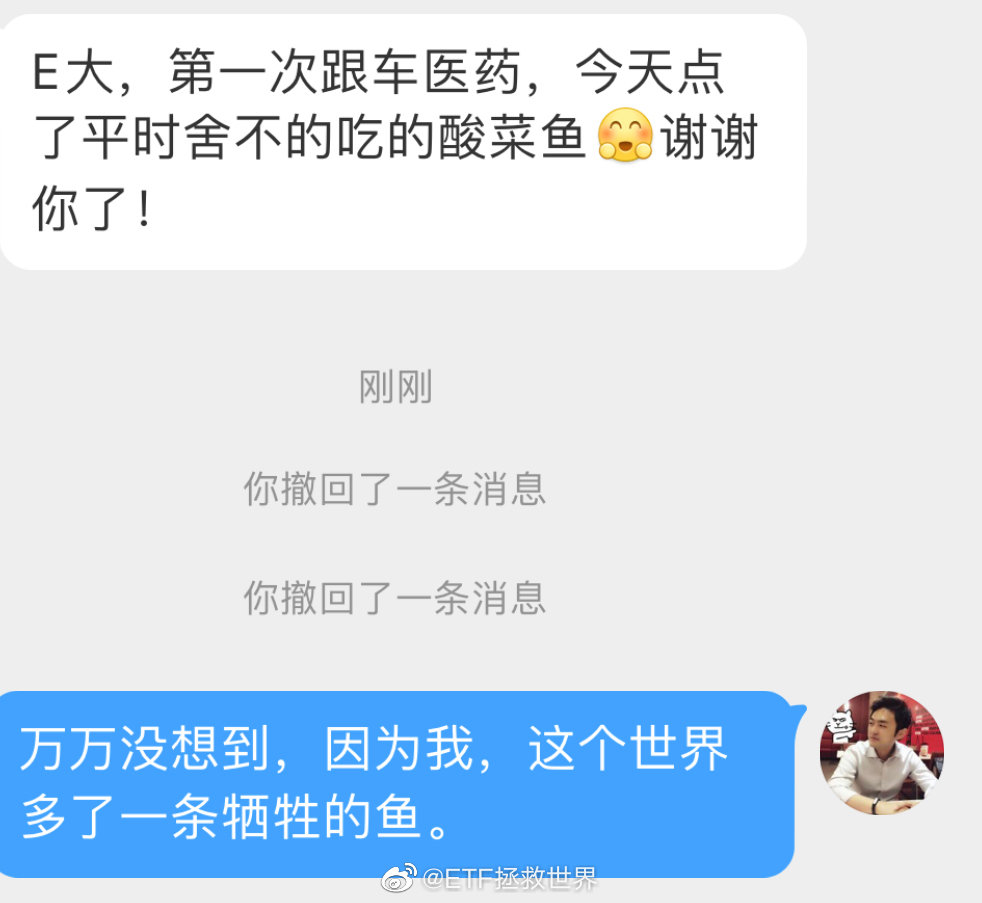 E大，第一次跟车医药，今天点
了平时舍不的吃的酸菜鱼🥰谢谢
你了！
刚刚
你撤回了一条消息
你撤回了一条消息
万万没想到，因为我，这个世界
多了一条牺牲的鱼。
@ETF拯救世界